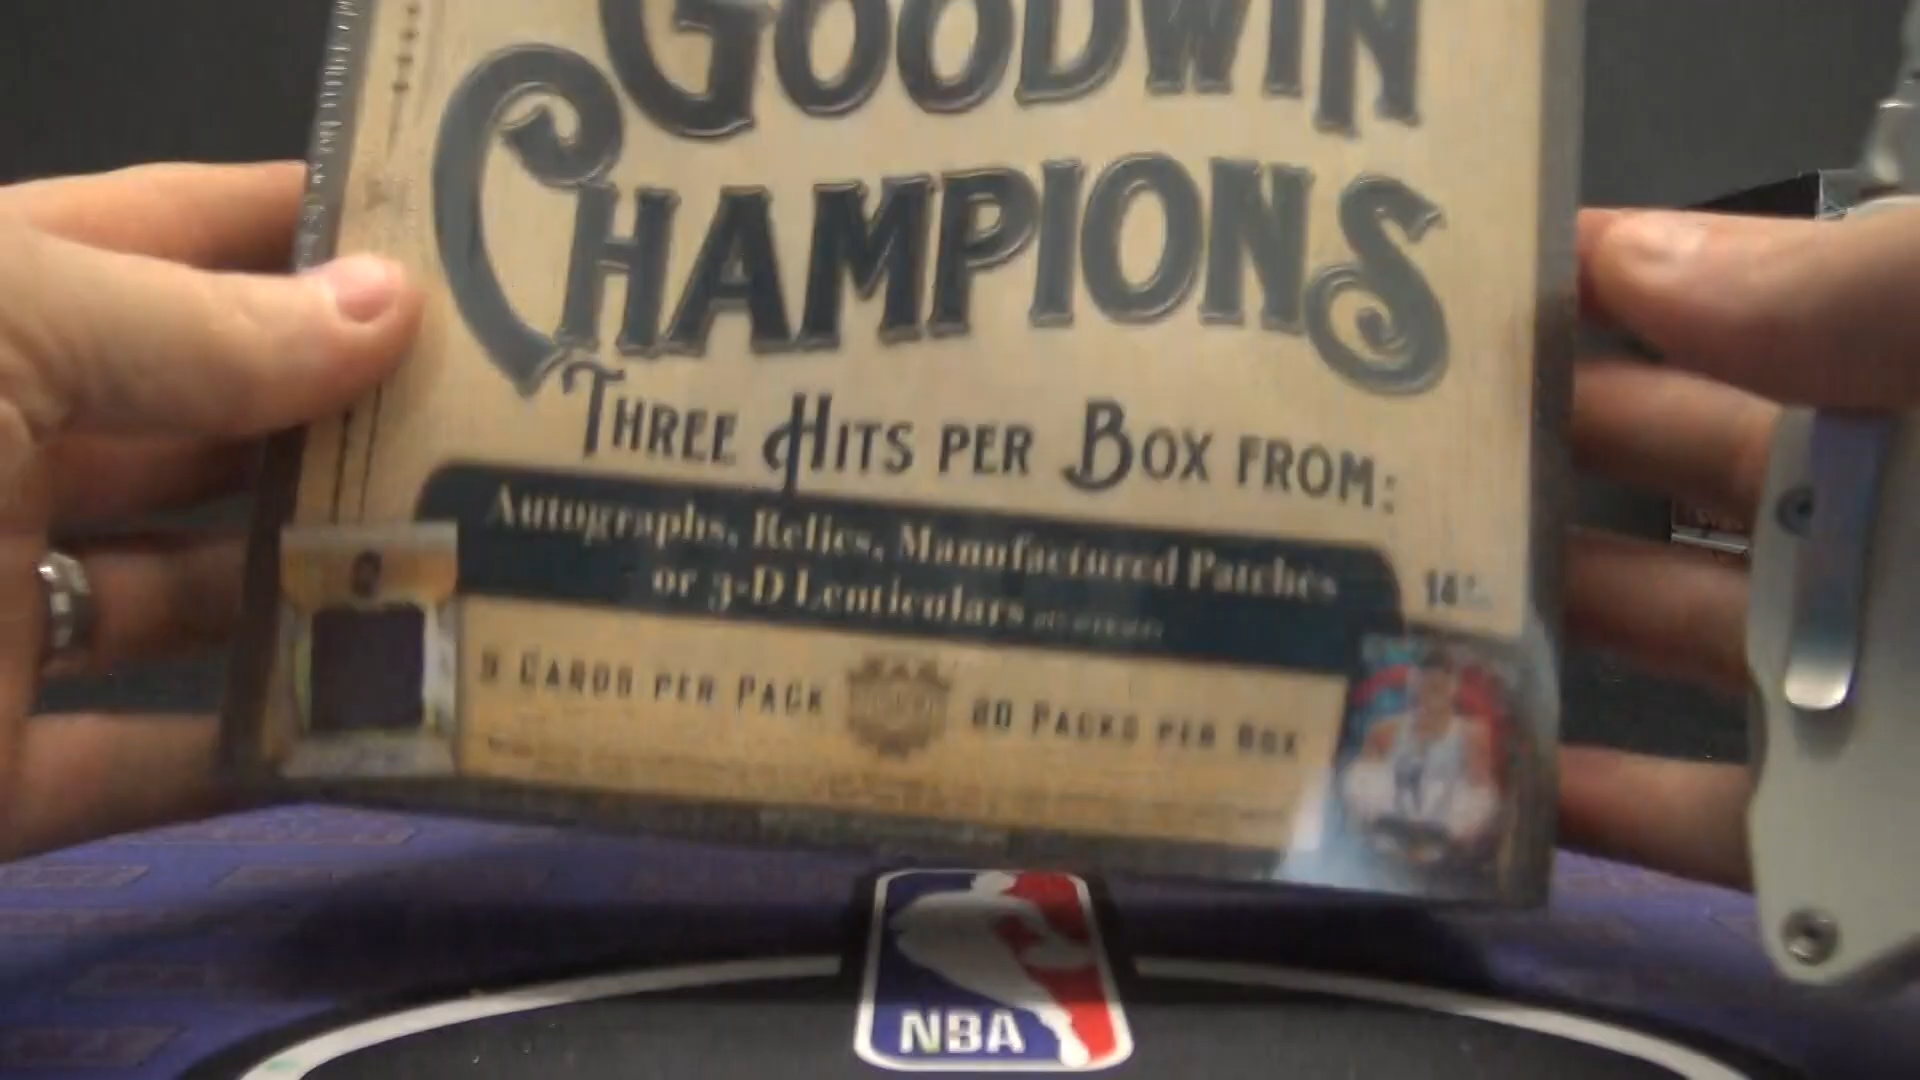 GOODWIN
CHAMPIONS
THREE HITS PER BOX FROM:
Autographs, Relics, Manufactured Patches
or 3-D Lenticulars
CARDS PER PACK
20 PACKS PER BOX
NBA